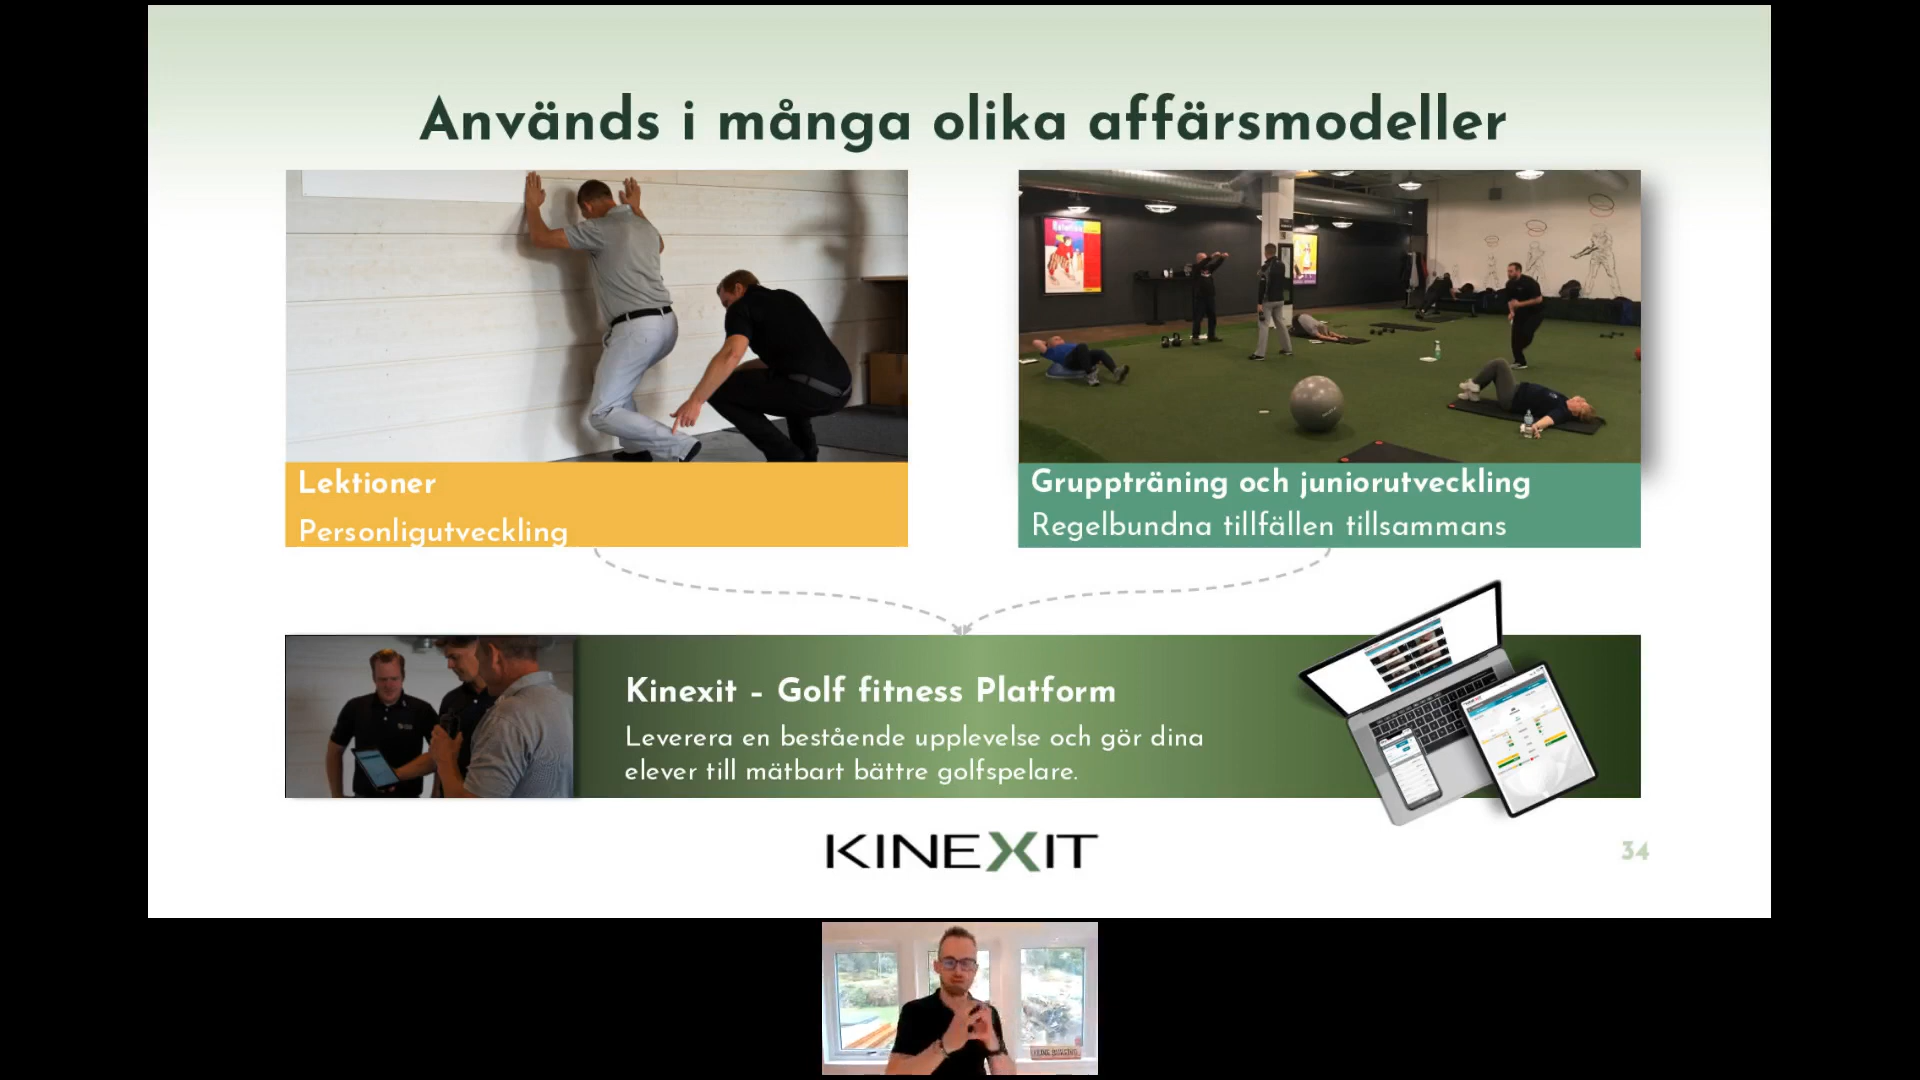 Används i många olika affärsmodeller
Lektioner
Personligutveckling
Gruppträning och juniorutveckling
Regelbundna tillfällen tillsammans
Kinexit – Golf fitness Platform
Leverera en bestående upplevelse och gör dina
elever till mätbart bättre golfspelare.
KINEXIT
34